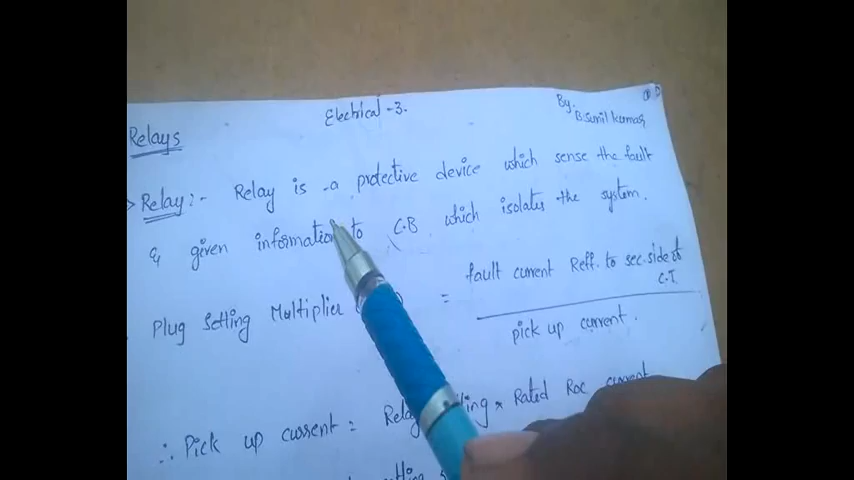 Electrical -3.
By.
B.Sunil kumar,
Relays
> Relay :- Relay is -a protective device which sense the fault
& given information to C.B which isolates the system.
Plug Setting Multiplier = fault current Reff. to sec. side of C.T.
pick up current.
∴ Pick up current = × Rated current